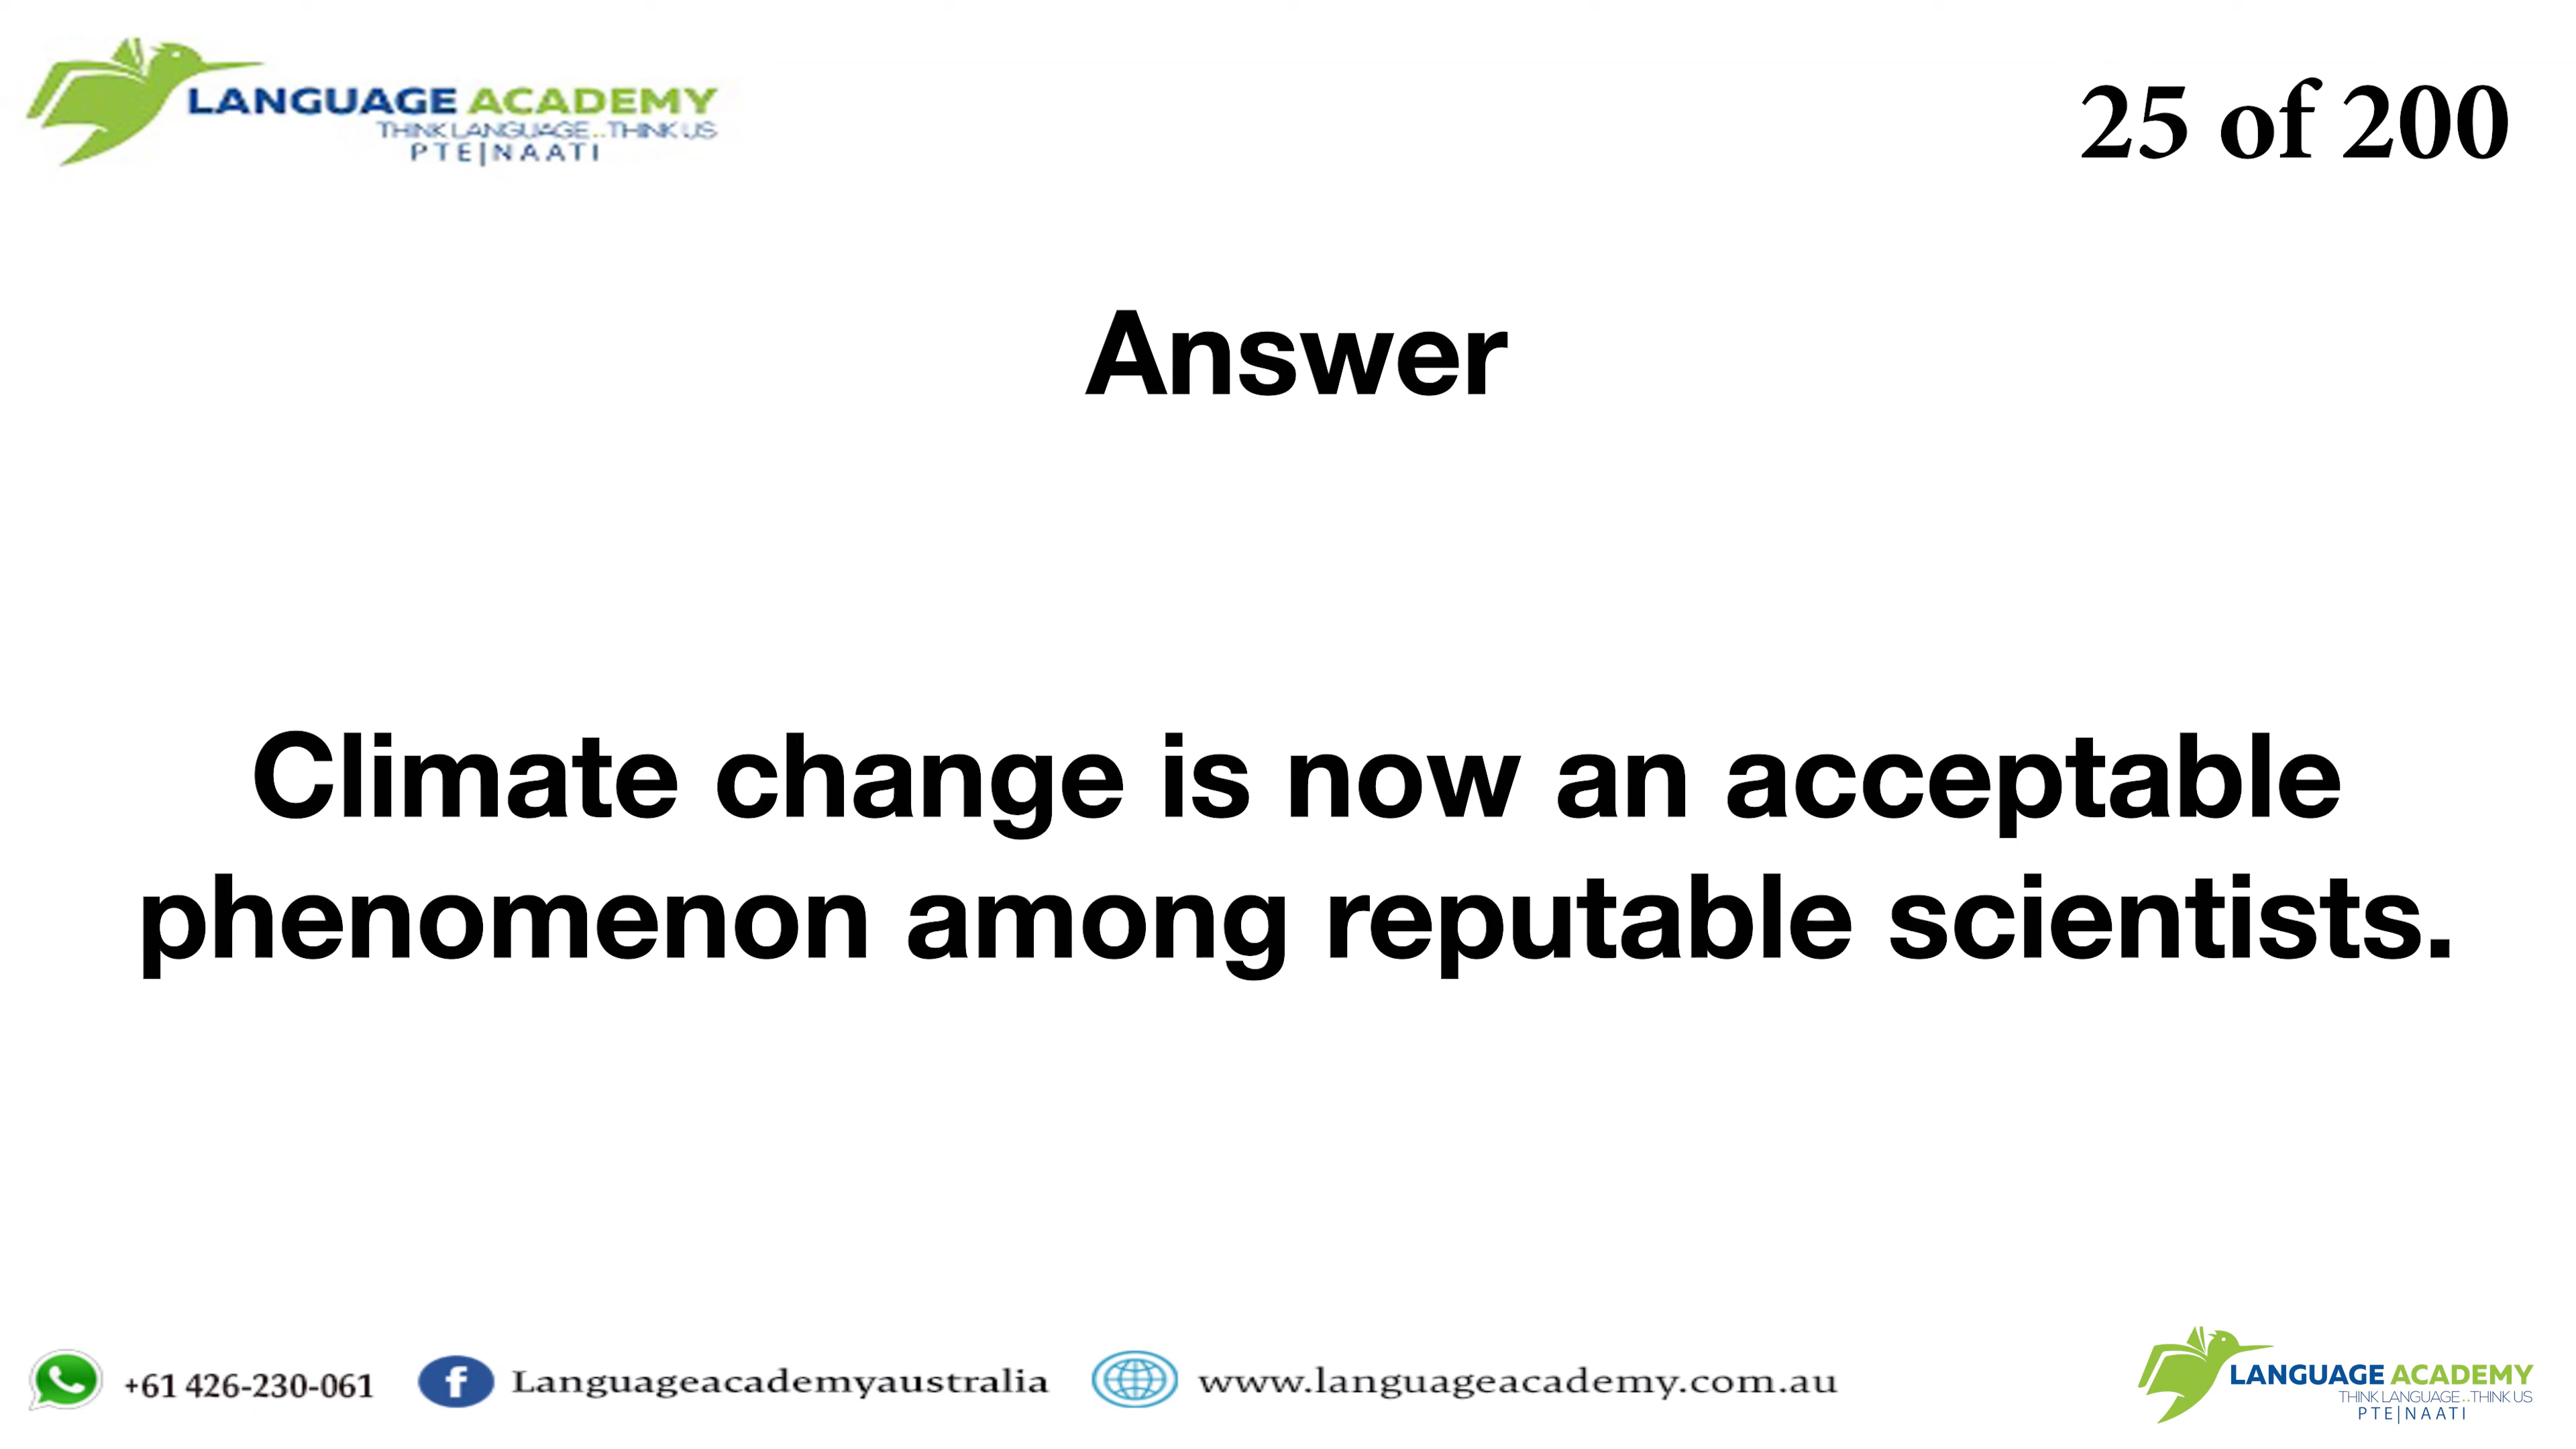 LANGUAGE ACADEMY
THINK LANGUAGE..THINK US
PTE|NAATI
25 of 200
Answer
Climate change is now an acceptable
phenomenon among reputable scientists.
+61 426-230-061
Languageacademyaustralia
www.languageacademy.com.au
LANGUAGE ACADEMY
THINK LANGUAGE..THINK US
PTE|NAATI